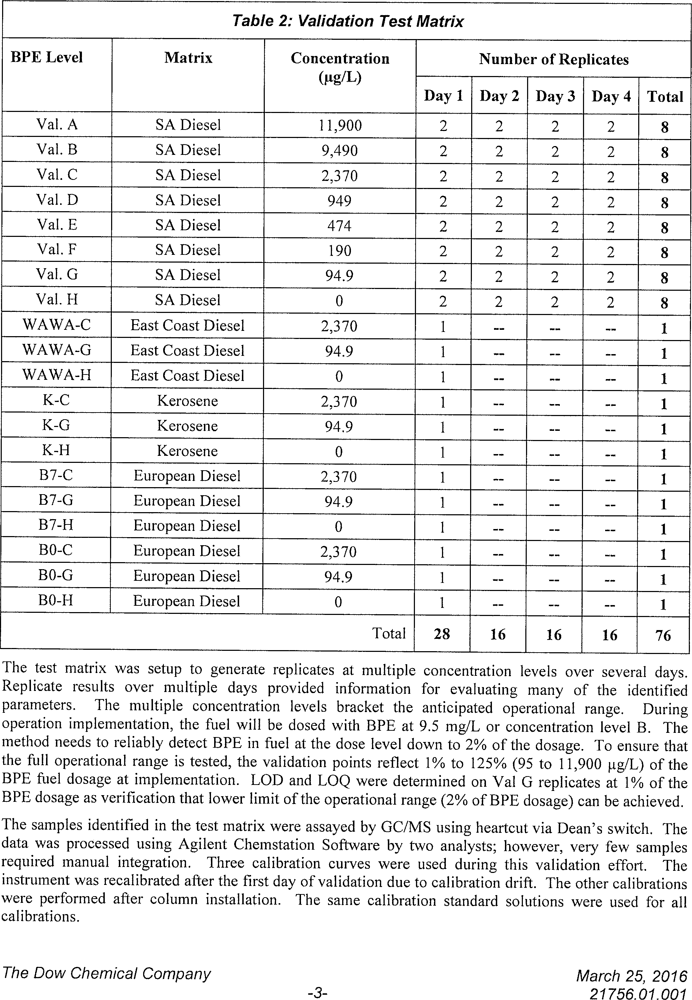 Table 2: Validation Test Matrix
BPE Level Matrix Concentration (µg/L) Number of Replicates
Day 1 Day 2 Day 3 Day 4 Total
Val. A SA Diesel 11,900 2 2 2 2 8
Val. B SA Diesel 9,490 2 2 2 2 8
Val. C SA Diesel 2,370 2 2 2 2 8
Val. D SA Diesel 949 2 2 2 2 8
Val. E SA Diesel 474 2 2 2 2 8
Val. F SA Diesel 190 2 2 2 2 8
Val. G SA Diesel 94.9 2 2 2 2 8
Val. H SA Diesel 0 2 2 2 2 8
WAWA-C East Coast Diesel 2,370 1 -- -- -- 1
WAWA-G East Coast Diesel 94.9 1 -- -- -- 1
WAWA-H East Coast Diesel 0 1 -- -- -- 1
K-C Kerosene 2,370 1 -- -- -- 1
K-G Kerosene 94.9 1 -- -- -- 1
K-H Kerosene 0 1 -- -- -- 1
B7-C European Diesel 2,370 1 -- -- -- 1
B7-G European Diesel 94.9 1 -- -- -- 1
B7-H European Diesel 0 1 -- -- -- 1
B0-C European Diesel 2,370 1 -- -- -- 1
B0-G European Diesel 94.9 1 -- -- -- 1
B0-H European Diesel 0 1 -- -- -- 1
Total 28 16 16 16 76
The test matrix was setup to generate replicates at multiple concentration levels over several days.
Replicate results over multiple days provided information for evaluating many of the identified
parameters. The multiple concentration levels bracket the anticipated operational range. During
operation implementation, the fuel will be dosed with BPE at 9.5 mg/L or concentration level B. The
method needs to reliably detect BPE in fuel at the dose level down to 2% of the dosage. To ensure that
the full operational range is tested, the validation points reflect 1% to 125% (95 to 11,900 µg/L) of the
BPE fuel dosage at implementation. LOD and LOQ were determined on Val G replicates at 1% of the
BPE dosage as verification that lower limit of the operational range (2% of BPE dosage) can be achieved.
The samples identified in the test matrix were assayed by GC/MS using heartcut via Dean's switch. The
data was processed using Agilent Chemstation Software by two analysts; however, very few samples
required manual integration. Three calibration curves were used during this validation effort. The
instrument was recalibrated after the first day of validation due to calibration drift. The other calibrations
were performed after column installation. The same calibration standard solutions were used for all
calibrations.
The Dow Chemical Company March 25, 2016
-3- 21756.01.001